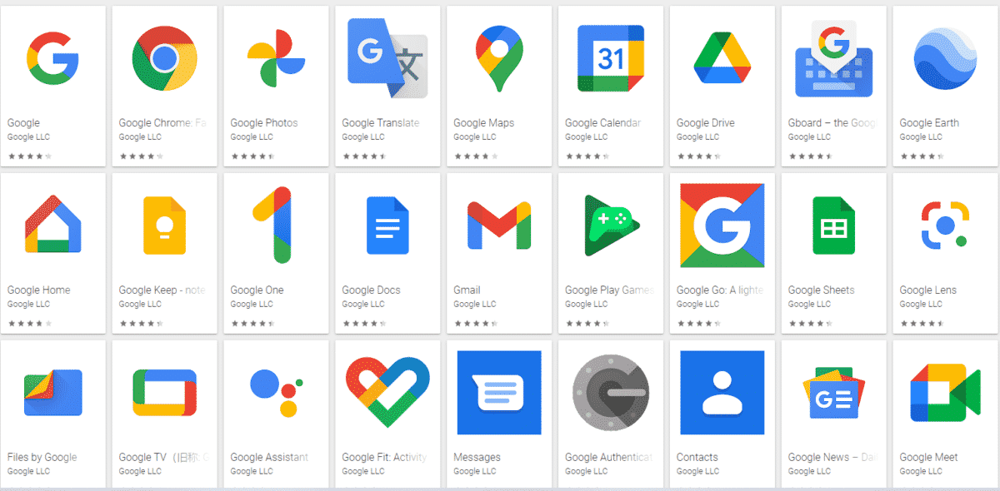 G
Google
Google LLC
Google Chrome: Fa
Google LLC
Google Photos
Google LLC
G 文
Google Translate
Google LLC
Google Maps
Google LLC
31
Google Calendar
Google LLC
Google Drive
Google LLC
G
Gboard – the Goog
Google LLC
Google Earth
Google LLC
Google Home
Google LLC
Google Keep - note
Google LLC
1
Google One
Google LLC
Google Docs
Google LLC
M
Gmail
Google LLC
Google Play Games
Google LLC
G
Google Go: A lighte
Google LLC
Google Sheets
Google LLC
Google Lens
Google LLC
Files by Google
Google LLC
Google TV（旧称: G
Google LLC
Google Assistant
Google LLC
Google Fit: Activity
Google LLC
Messages
Google LLC
G
Google Authenticat
Google LLC
Contacts
Google LLC
G
Google News – Dai
Google LLC
Google Meet
Google LLC